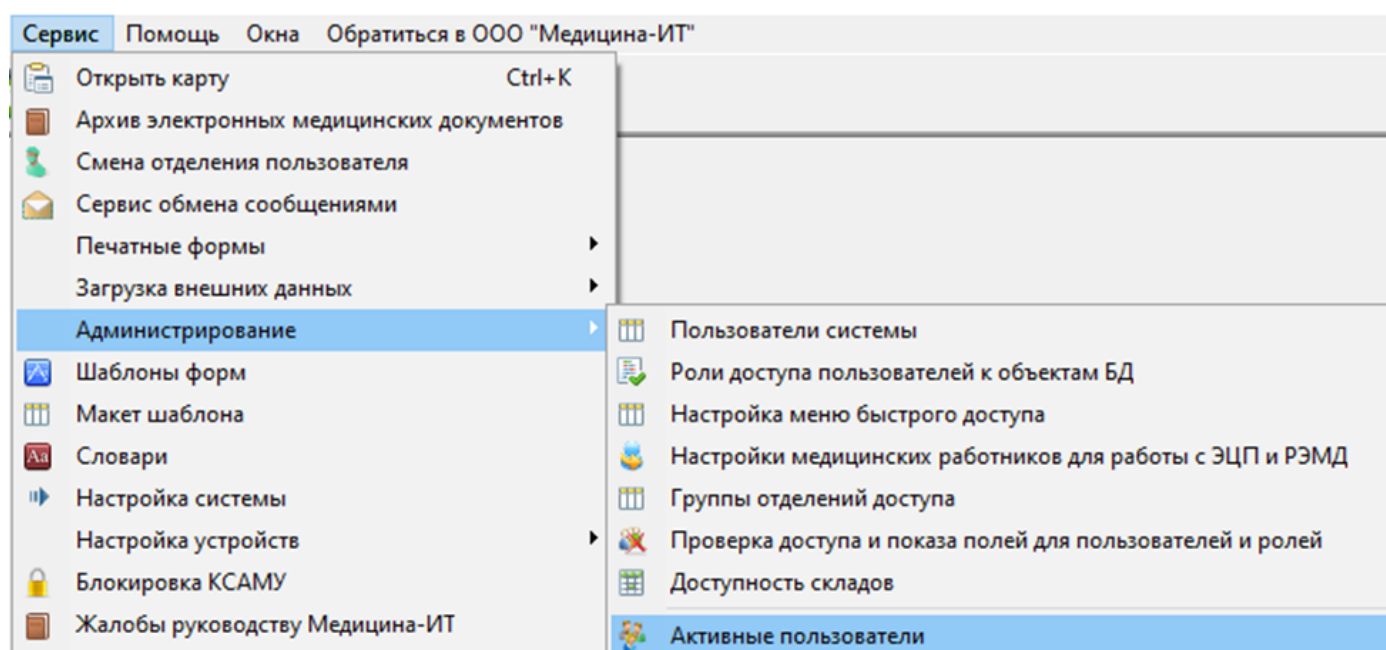 Сервис Помощь Окна Обратиться в ООО "Медицина-ИТ"
Открыть карту Ctrl+K
Архив электронных медицинских документов
Смена отделения пользователя
Сервис обмена сообщениями
Печатные формы
Загрузка внешних данных
Администрирование
Шаблоны форм
Макет шаблона
Aa Словари
Настройка системы
Настройка устройств
Блокировка КСАМУ
Жалобы руководству Медицина-ИТ
Пользователи системы
Роли доступа пользователей к объектам БД
Настройка меню быстрого доступа
Настройки медицинских работников для работы с ЭЦП и РЭМД
Группы отделений доступа
Проверка доступа и показа полей для пользователей и ролей
Доступность складов
Активные пользователи